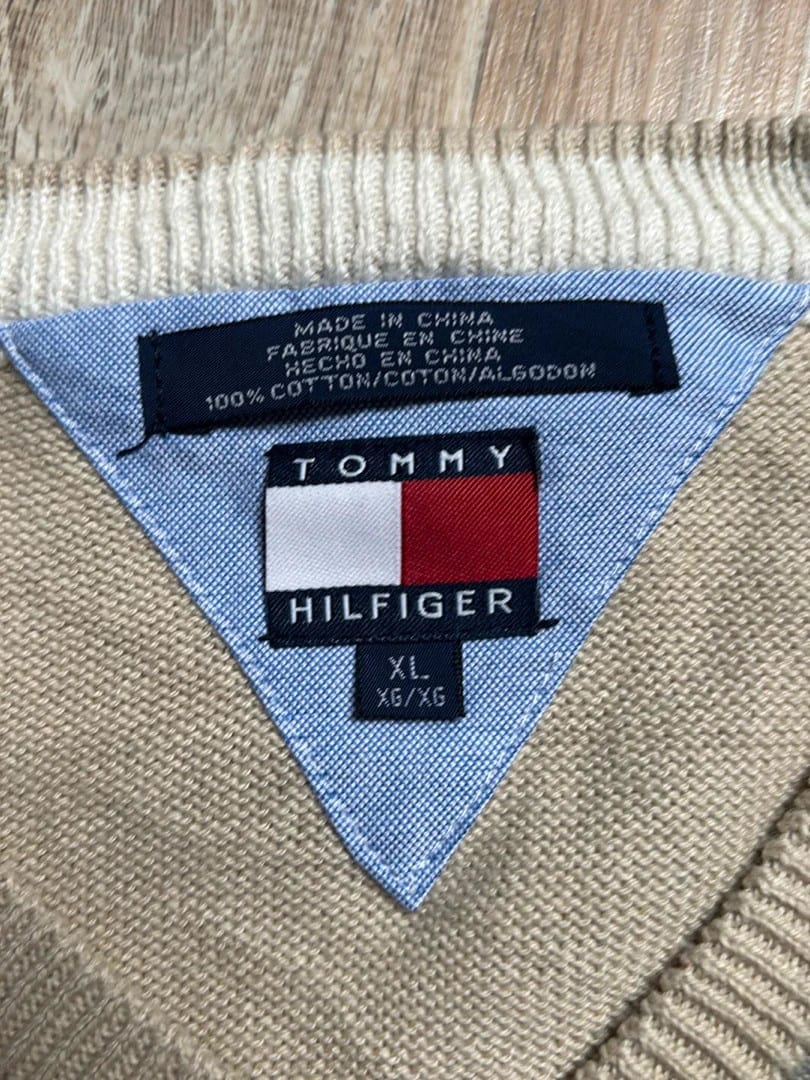 MADE IN CHINA
FABRIQUE EN CHINE
HECHO EN CHINA
100% COTTON/COTON/ALGODON
TOMMY
HILFIGER
XL
XG/XG